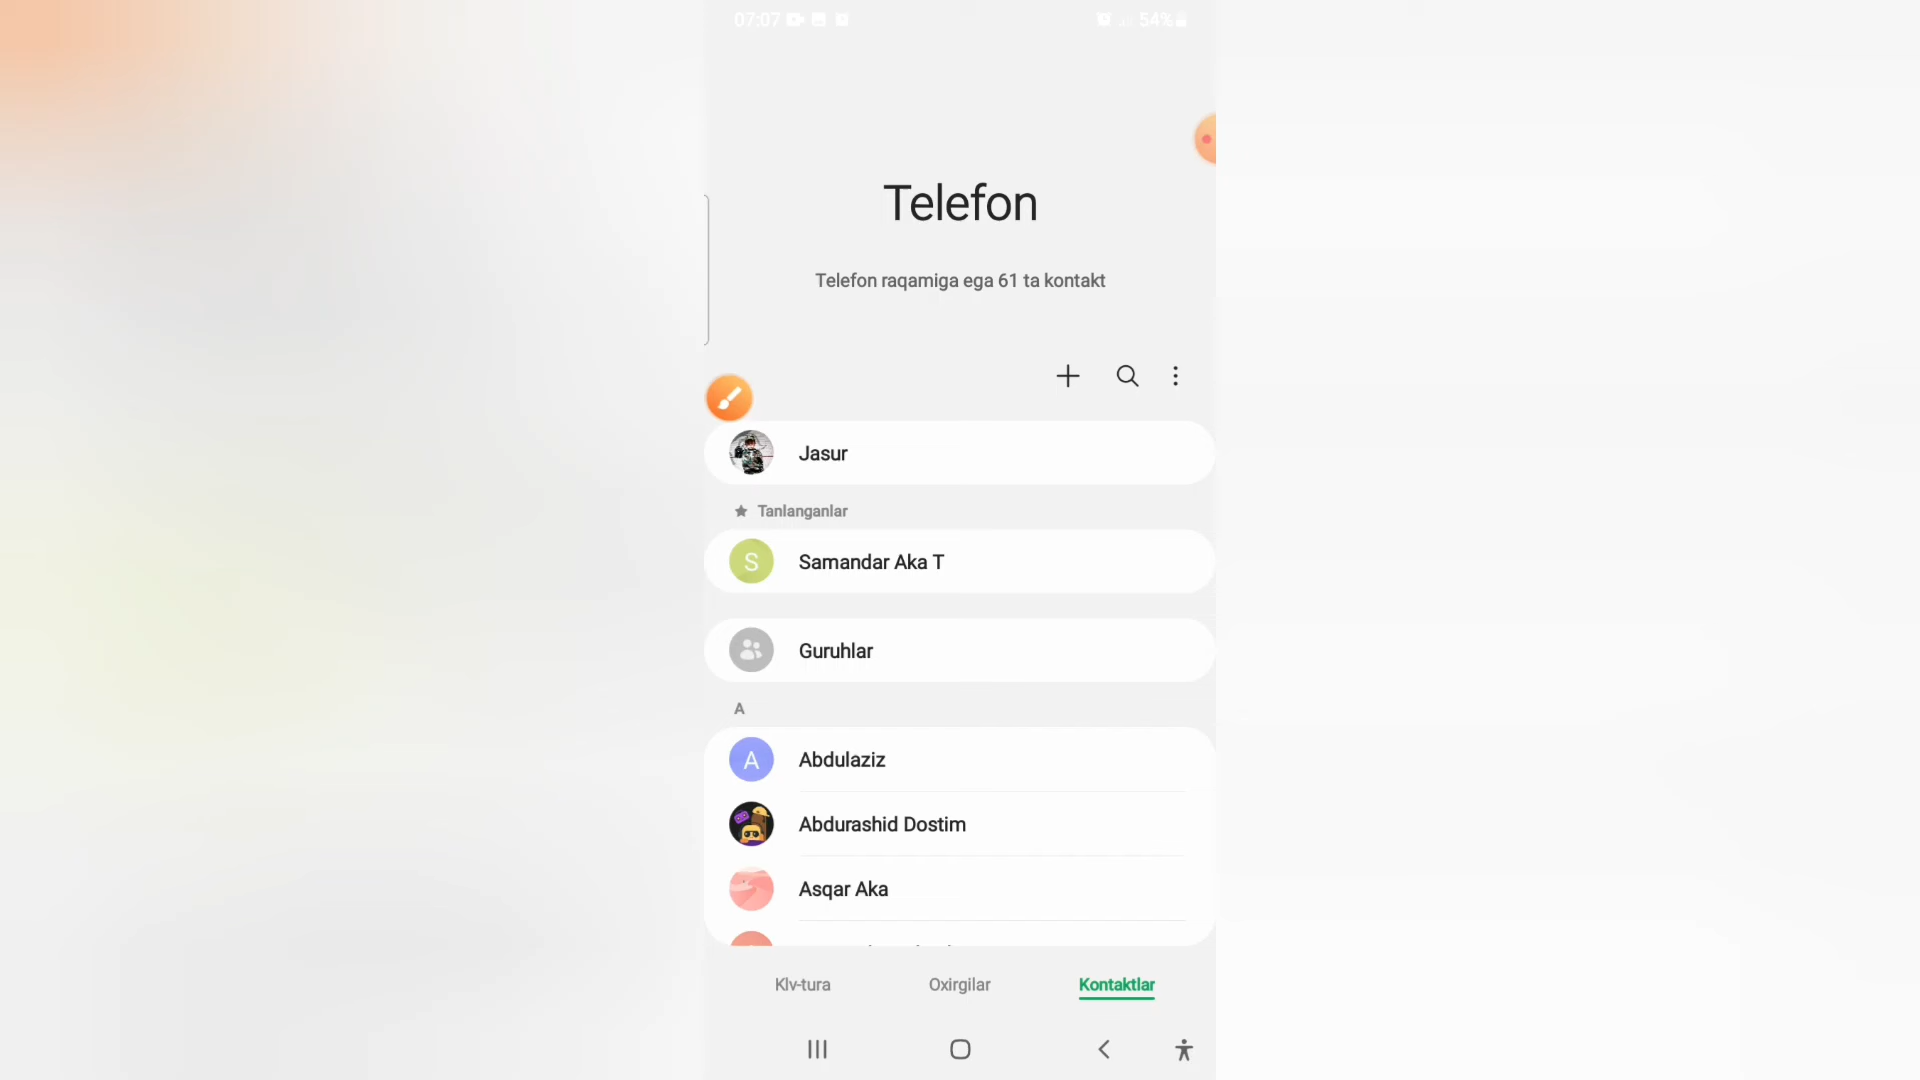 07:07
54%
Telefon
Telefon raqamiga ega 61 ta kontakt
Jasur
Tanlanganlar
S
Samandar Aka T
Guruhlar
A
A
Abdulaziz
Abdurashid Dostim
Asqar Aka
Klv-tura
Oxirgilar
Kontaktlar